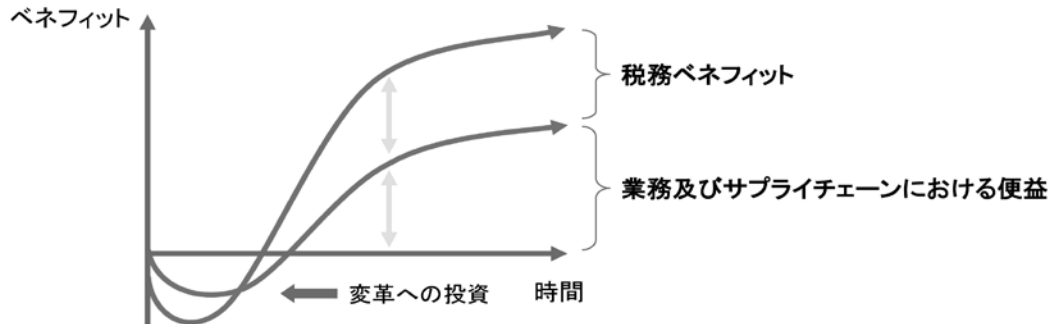 ベネフィット
税務ベネフィット
業務及びサプライチェーンにおける便益
変革への投資
時間